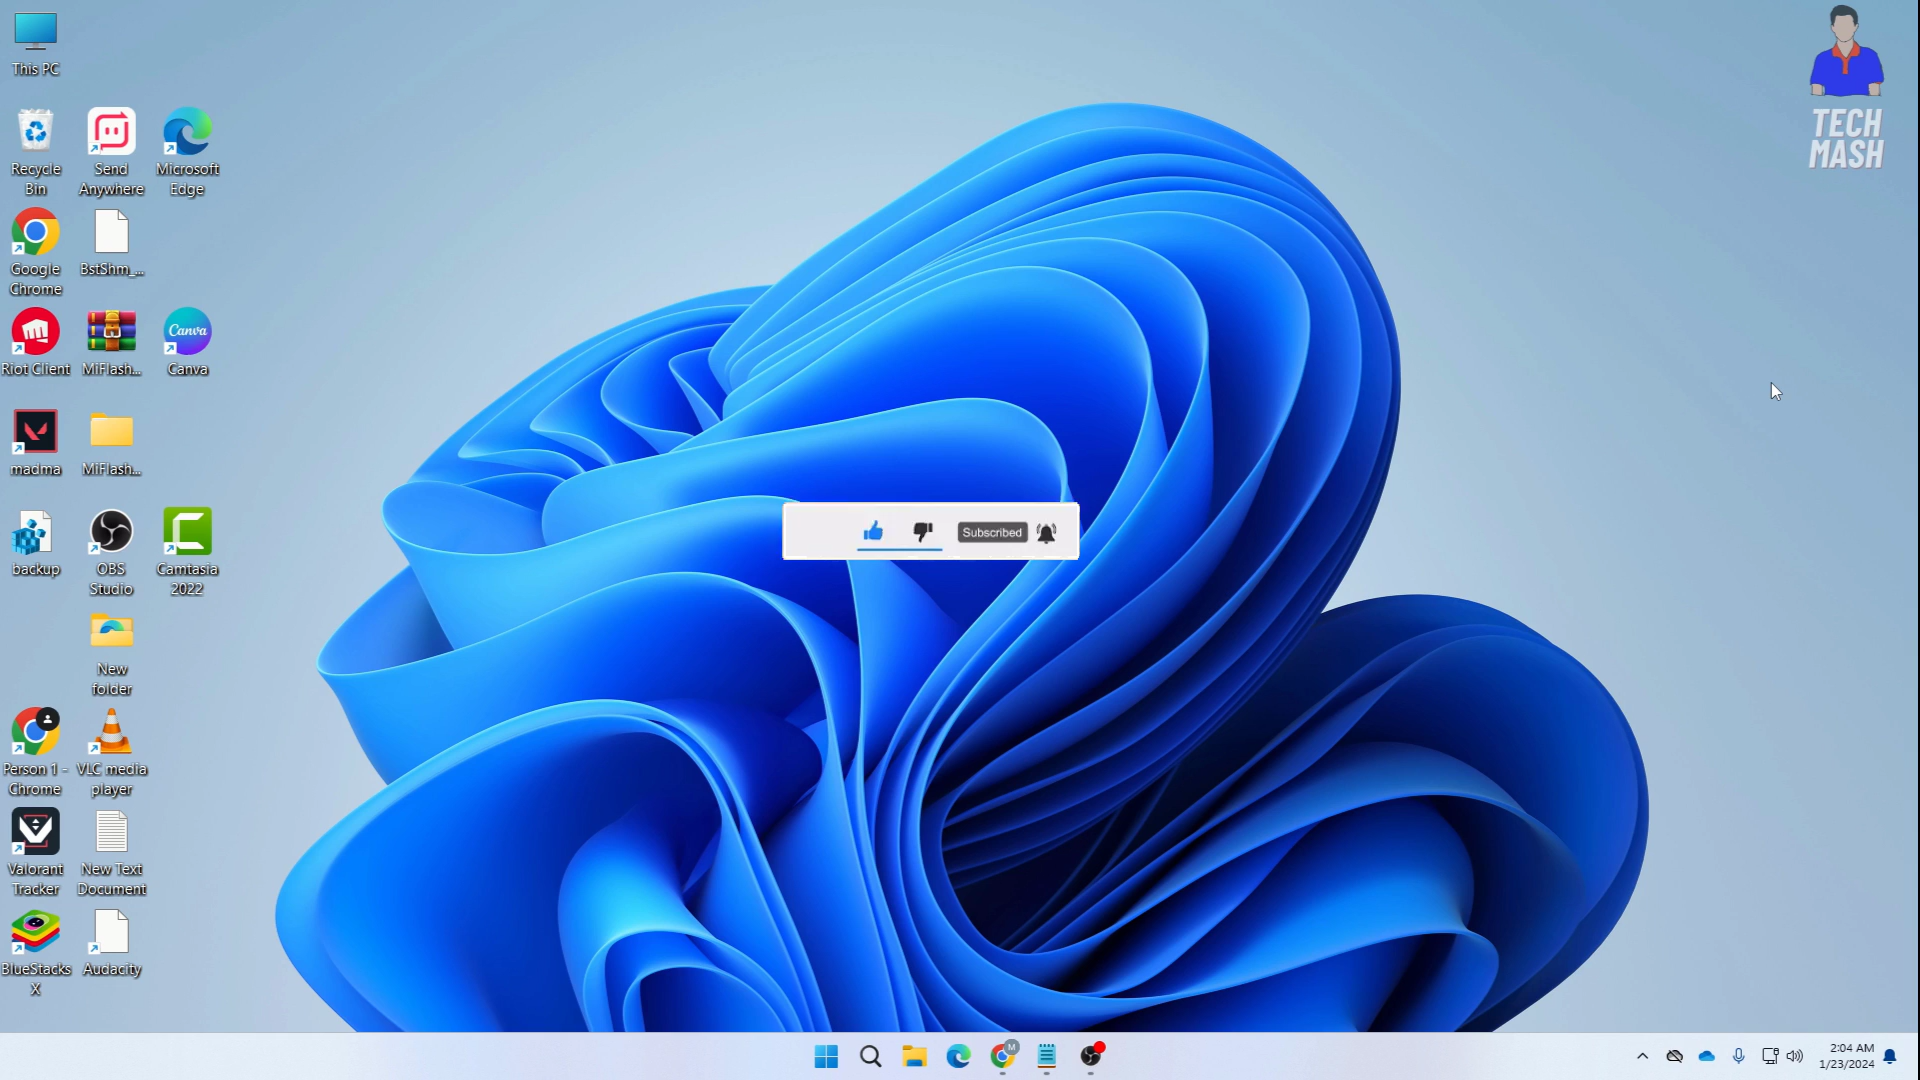 This PC
TECH
MASH
Recycle
Bin
Send
Anywhere
Microsoft
Edge
Google
Chrome
BstShm_...
Riot Client
MiFlash...
Canva
Canva
madma
MiFlash...
backup
OBS
Studio
Camtasia
2022
Subscribed
New
folder
Person 1 -
Chrome
VLC media
player
Valorant
Tracker
New Text
Document
BlueStacks
X
Audacity
M
2:04 AM
1/23/2024